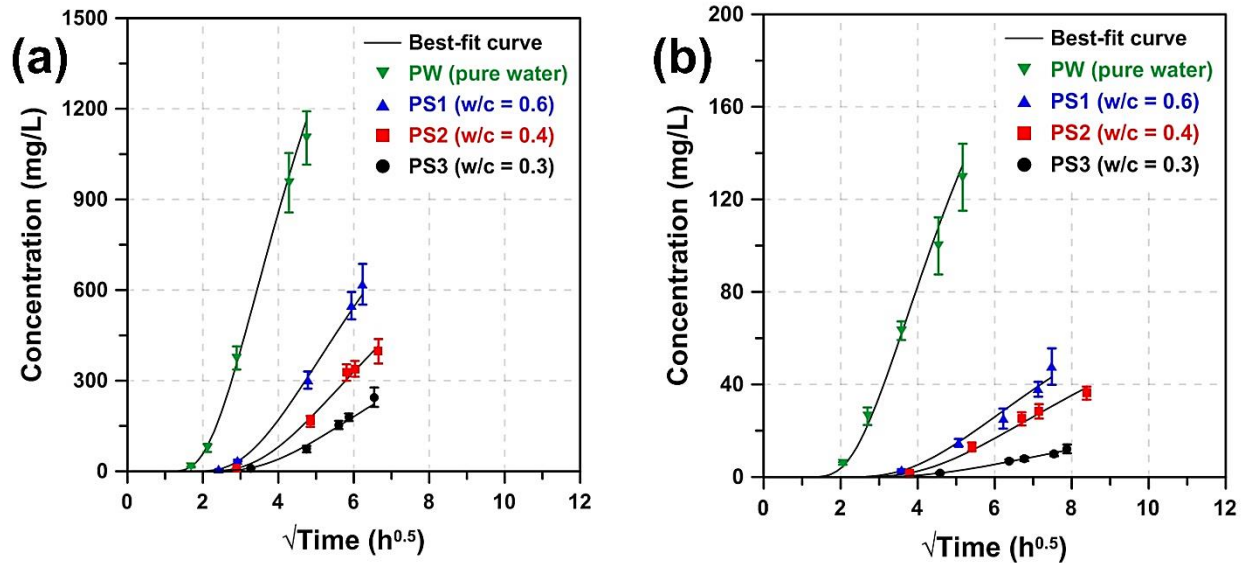 (a)
Concentration (mg/L)
1500
1200
900
600
300
0
Best-fit curve
PW (pure water)
PS1 (w/c = 0.6)
PS2 (w/c = 0.4)
PS3 (w/c = 0.3)
0 2 4 6 8 10 12
√Time (h^0.5)
(b)
Concentration (mg/L)
200
160
120
80
40
0
Best-fit curve
PW (pure water)
PS1 (w/c = 0.6)
PS2 (w/c = 0.4)
PS3 (w/c = 0.3)
0 2 4 6 8 10 12
√Time (h^0.5)